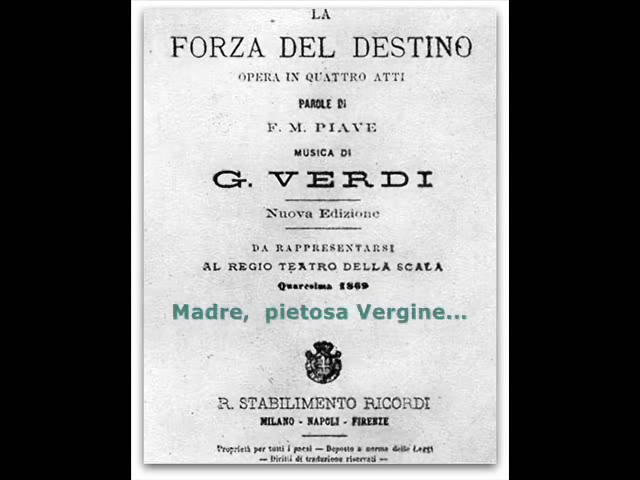 LA
FORZA DEL DESTINO
OPERA IN QUATTRO ATTI
PAROLE DI
F. M. PIAVE
MUSICA DI
G. VERDI
Nuova Edizione
DA RAPPRESENTARSI
AL REGIO TEATRO DELLA SCALA
Quaresima 1869
Madre, pietosa Vergine...
R. STABILIMENTO RICORDI
MILANO - NAPOLI - FIRENZE
Proprietà per tutti i paesi — Deposto a norma delle Leggi
— Diritti di traduzione riservati —